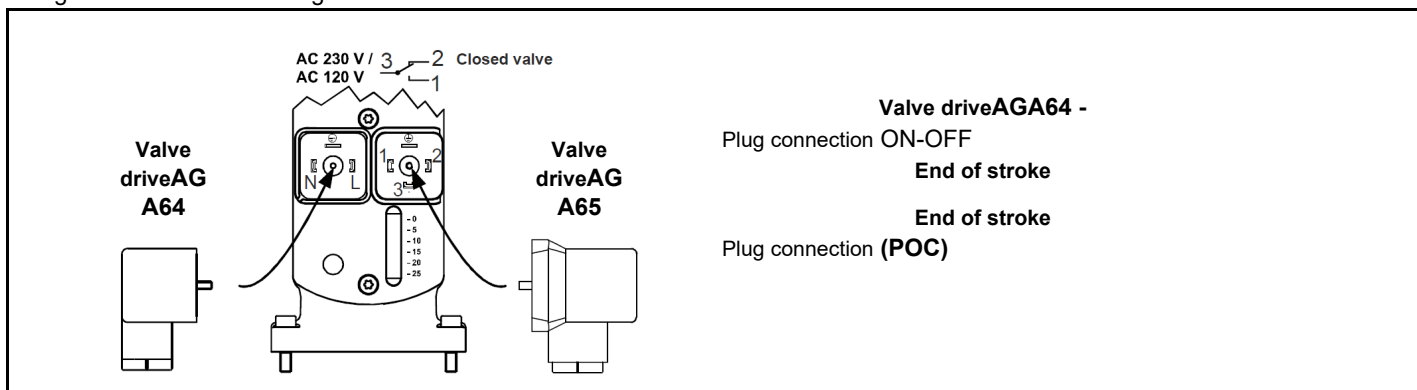 AC 230 V / 3 2 Closed valve
AC 120 V 1
Valve
driveAG
A64
N L
1 2
3
-0
-5
-10
-15
-20
-25
Valve
driveAG
A65
Valve driveAGA64 -
Plug connection ON-OFF
End of stroke
End of stroke
Plug connection (POC)